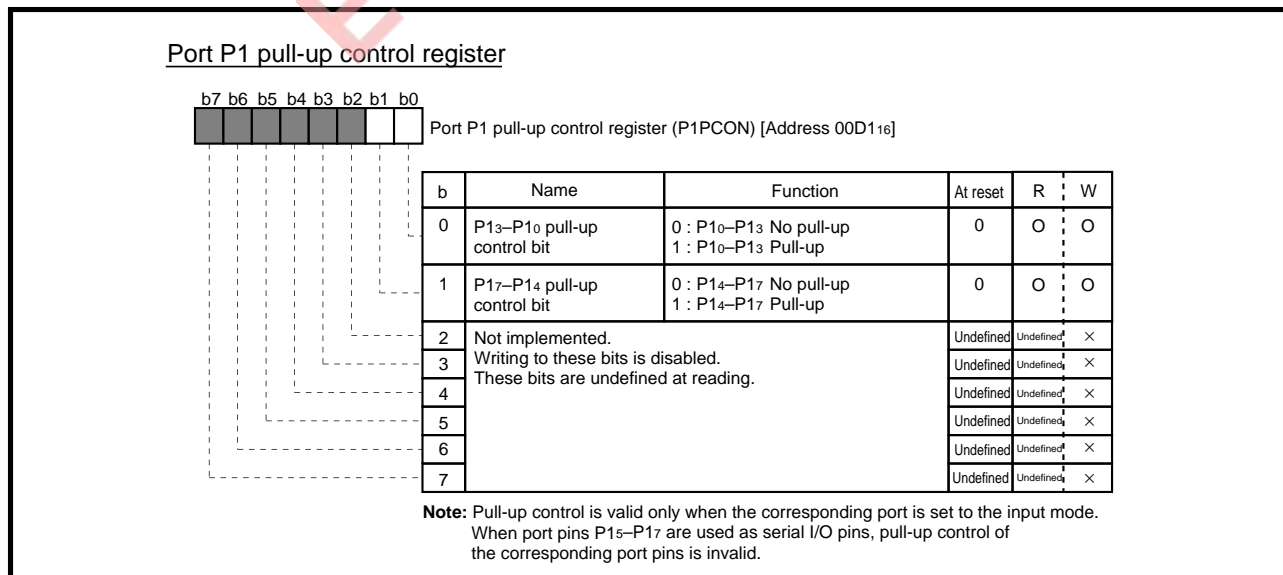 Port P1 pull-up control register
b7 b6 b5 b4 b3 b2 b1 b0
Port P1 pull-up control register (P1PCON) [Address 00D116]
b Name Function At reset R W
0 P13–P10 pull-up control bit 0 : P10–P13 No pull-up 0 O O
1 : P10–P13 Pull-up
1 P17–P14 pull-up control bit 0 : P14–P17 No pull-up 0 O O
1 : P14–P17 Pull-up
2 Not implemented. Undefined Undefined ×
3 Writing to these bits is disabled. Undefined Undefined ×
These bits are undefined at reading.
4 Undefined Undefined ×
5 Undefined Undefined ×
6 Undefined Undefined ×
7 Undefined Undefined ×
Note: Pull-up control is valid only when the corresponding port is set to the input mode.
When port pins P15–P17 are used as serial I/O pins, pull-up control of
the corresponding port pins is invalid.